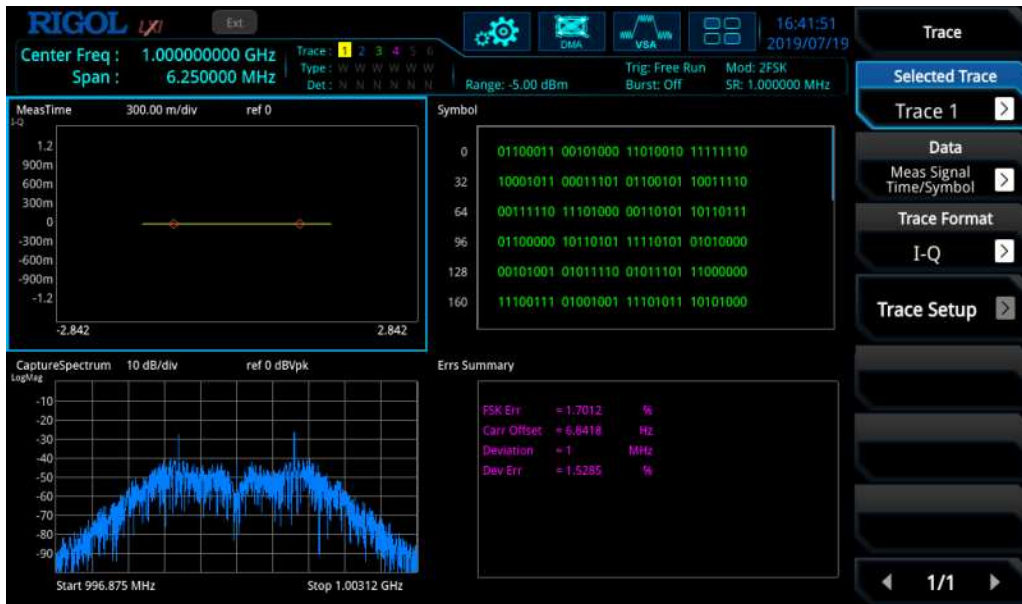 RIGOL LXI Ext 16:41:51
DMA VSA 2019/07/19
Center Freq : 1.000000000 GHz
Span : 6.250000 MHz
Trace : 1 2 3 4 5 6
Type : W W W W W W
Det : N N N N N N
Range: -5.00 dBm
Trig: Free Run Mod: 2FSK
Burst: Off SR: 1.000000 MHz
MeasTime 300.00 m/div ref 0
I-Q
1.2
900m
600m
300m
0
-300m
-600m
-900m
-1.2
-2.842 2.842
Symbol
0 01100011 00101000 11010010 11111110
32 10001011 00011101 01100101 10011110
64 00111110 11101000 00110101 10110111
96 01100000 10110101 11110101 01010000
128 00101001 01011110 01011101 11000000
160 11100111 01001001 11101011 10101000
CaptureSpectrum 10 dB/div ref 0 dBVpk
LogMag
-10
-20
-30
-40
-50
-60
-70
-80
-90
Start 996.875 MHz Stop 1.00312 GHz
Errs Summary
FSK Err = 1.7012 %
Carr Offset = 6.8418 Hz
Deviation = 1 MHz
Dev Err = 1.5285 %
Trace
Selected Trace
Trace 1
Data
Meas Signal
Time/Symbol
Trace Format
I-Q
Trace Setup
1/1